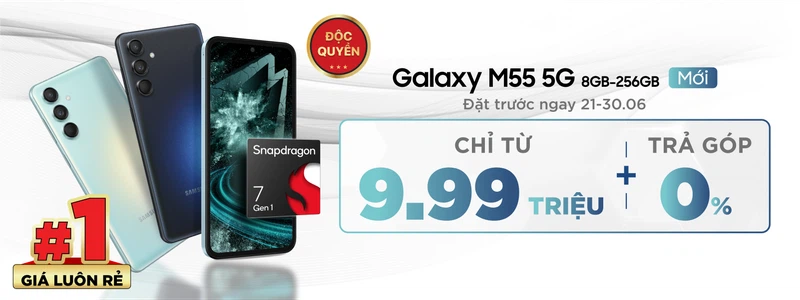 ĐỘC
QUYỀN
Galaxy M55 5G 8GB-256GB Mới
Đặt trước ngay 21-30.06
CHỈ TỪ
9.99 TRIỆU
+
TRẢ GÓP
0%
Snapdragon
7
Gen 1
SAMSUNG
SAMSUNG
#1
GIÁ LUÔN RẺ